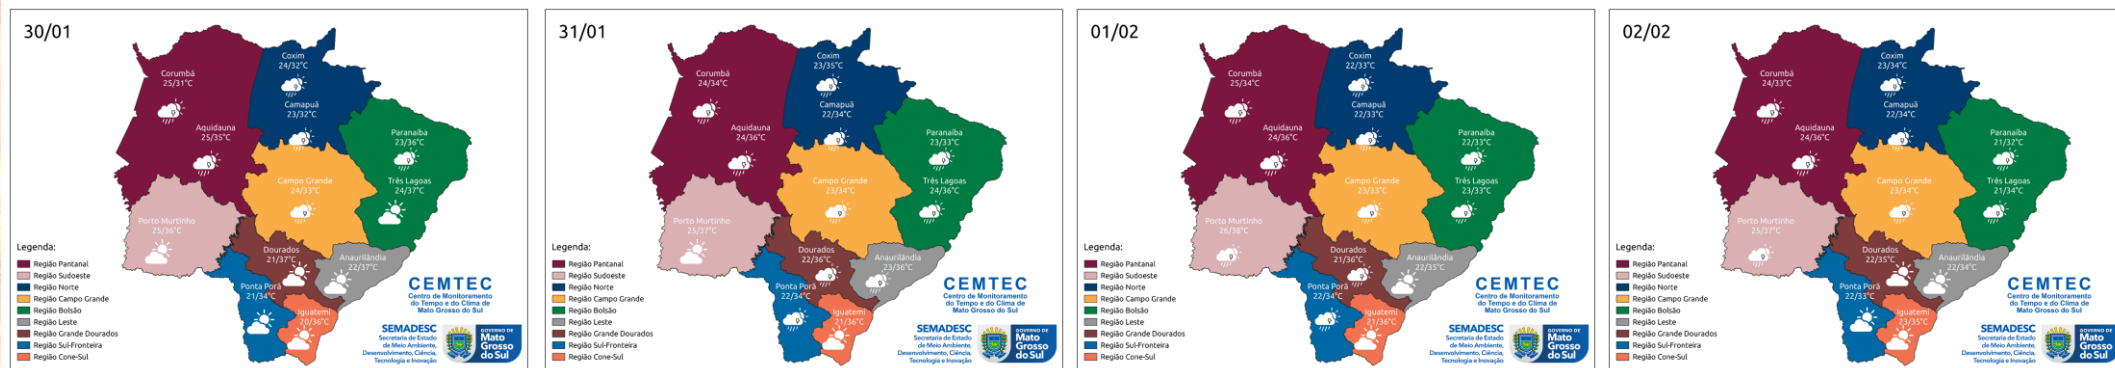 30/01
Coxim
24/32°C
Corumbá
25/31°C
Camapuã
23/32°C
Aquidauna
25/35°C
Paranaíba
23/36°C
Campo Grande
24/33°C
Três Lagoas
24/37°C
Porto Murtinho
25/36°C
Dourados
21/37°C
Anaurilândia
22/37°C
Ponta Porã
21/34°C
Iguatemi
20/36°C
Legenda:
Região Pantanal
Região Sudoeste
Região Norte
Região Campo Grande
Região Bolsão
Região Leste
Região Grande Dourados
Região Sul-Fronteira
Região Cone-Sul
CEMTEC
Centro de Monitoramento
do Tempo e do Clima de
Mato Grosso do Sul
SEMADESC
Secretaria de Estado
de Meio Ambiente,
Desenvolvimento, Ciência,
Tecnologia e Inovação
GOVERNO DE
Mato
Grosso
do Sul
31/01
Coxim
23/35°C
Corumbá
24/34°C
Camapuã
22/34°C
Aquidauna
24/36°C
Paranaíba
23/33°C
Campo Grande
23/34°C
Três Lagoas
24/36°C
Porto Murtinho
25/37°C
Dourados
22/36°C
Anaurilândia
23/36°C
Ponta Porã
22/34°C
Iguatemi
21/36°C
Legenda:
Região Pantanal
Região Sudoeste
Região Norte
Região Campo Grande
Região Bolsão
Região Leste
Região Grande Dourados
Região Sul-Fronteira
Região Cone-Sul
CEMTEC
Centro de Monitoramento
do Tempo e do Clima de
Mato Grosso do Sul
SEMADESC
Secretaria de Estado
de Meio Ambiente,
Desenvolvimento, Ciência,
Tecnologia e Inovação
GOVERNO DE
Mato
Grosso
do Sul
01/02
Coxim
22/33°C
Corumbá
25/34°C
Camapuã
22/33°C
Aquidauna
24/36°C
Paranaíba
22/33°C
Campo Grande
23/33°C
Três Lagoas
23/33°C
Porto Murtinho
26/38°C
Dourados
21/36°C
Anaurilândia
22/35°C
Ponta Porã
22/34°C
Iguatemi
21/36°C
Legenda:
Região Pantanal
Região Sudoeste
Região Norte
Região Campo Grande
Região Bolsão
Região Leste
Região Grande Dourados
Região Sul-Fronteira
Região Cone-Sul
CEMTEC
Centro de Monitoramento
do Tempo e do Clima de
Mato Grosso do Sul
SEMADESC
Secretaria de Estado
de Meio Ambiente,
Desenvolvimento, Ciência,
Tecnologia e Inovação
GOVERNO DE
Mato
Grosso
do Sul
02/02
Coxim
23/34°C
Corumbá
24/33°C
Camapuã
22/34°C
Aquidauna
24/36°C
Paranaíba
21/32°C
Campo Grande
23/34°C
Três Lagoas
21/34°C
Porto Murtinho
25/37°C
Dourados
22/35°C
Anaurilândia
22/34°C
Ponta Porã
22/33°C
Iguatemi
23/35°C
Legenda:
Região Pantanal
Região Sudoeste
Região Norte
Região Campo Grande
Região Bolsão
Região Leste
Região Grande Dourados
Região Sul-Fronteira
Região Cone-Sul
CEMTEC
Centro de Monitoramento
do Tempo e do Clima de
Mato Grosso do Sul
SEMADESC
Secretaria de Estado
de Meio Ambiente,
Desenvolvimento, Ciência,
Tecnologia e Inovação
GOVERNO DE
Mato
Grosso
do Sul